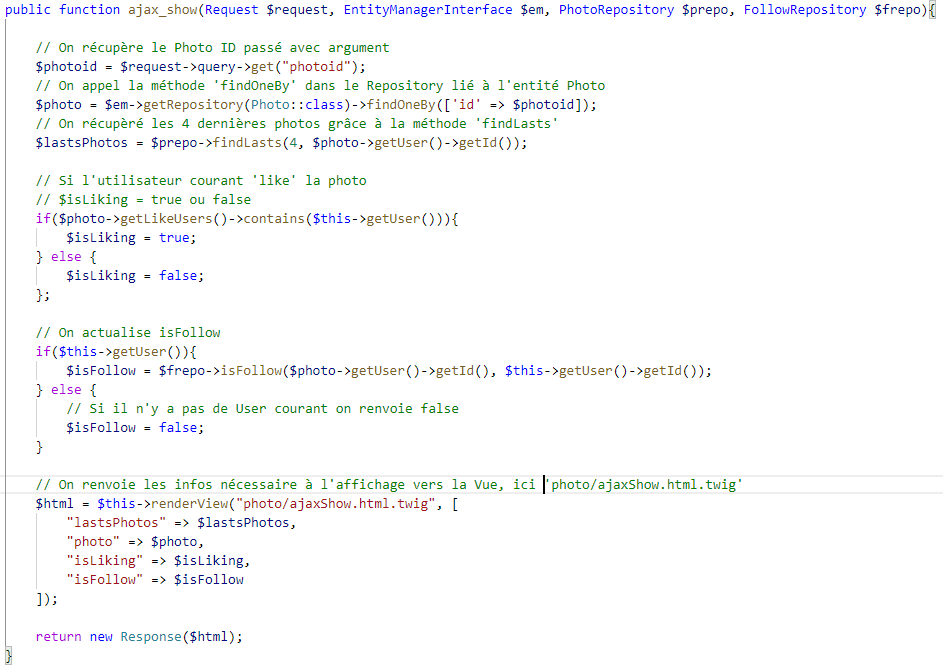 public function ajax_show(Request $request, EntityManagerInterface $em, PhotoRepository $prepo, FollowRepository $frepo){
// On récupère le Photo ID passé avec argument
$photoid = $request->query->get("photoid");
// On appel la méthode 'findOneBy' dans le Repository lié à l'entité Photo
$photo = $em->getRepository(Photo::class)->findOneBy(['id' => $photoid]);
// On récupèré les 4 dernières photos grâce à la méthode 'findLasts'
$lastsPhotos = $prepo->findLasts(4, $photo->getUser()->getId());
// Si l'utilisateur courant 'like' la photo
// $isLiking = true ou false
if($photo->getLikeUsers()->contains($this->getUser())){
$isLiking = true;
} else {
$isLiking = false;
};
// On actualise isFollow
if($this->getUser()){
$isFollow = $frepo->isFollow($photo->getUser()->getId(), $this->getUser()->getId());
} else {
// Si il n'y a pas de User courant on renvoie false
$isFollow = false;
}
// On renvoie les infos nécessaire à l'affichage vers la Vue, ici 'photo/ajaxShow.html.twig'
$html = $this->renderView("photo/ajaxShow.html.twig", [
"lastsPhotos" => $lastsPhotos,
"photo" => $photo,
"isLiking" => $isLiking,
"isFollow" => $isFollow
]);
return new Response($html);
}